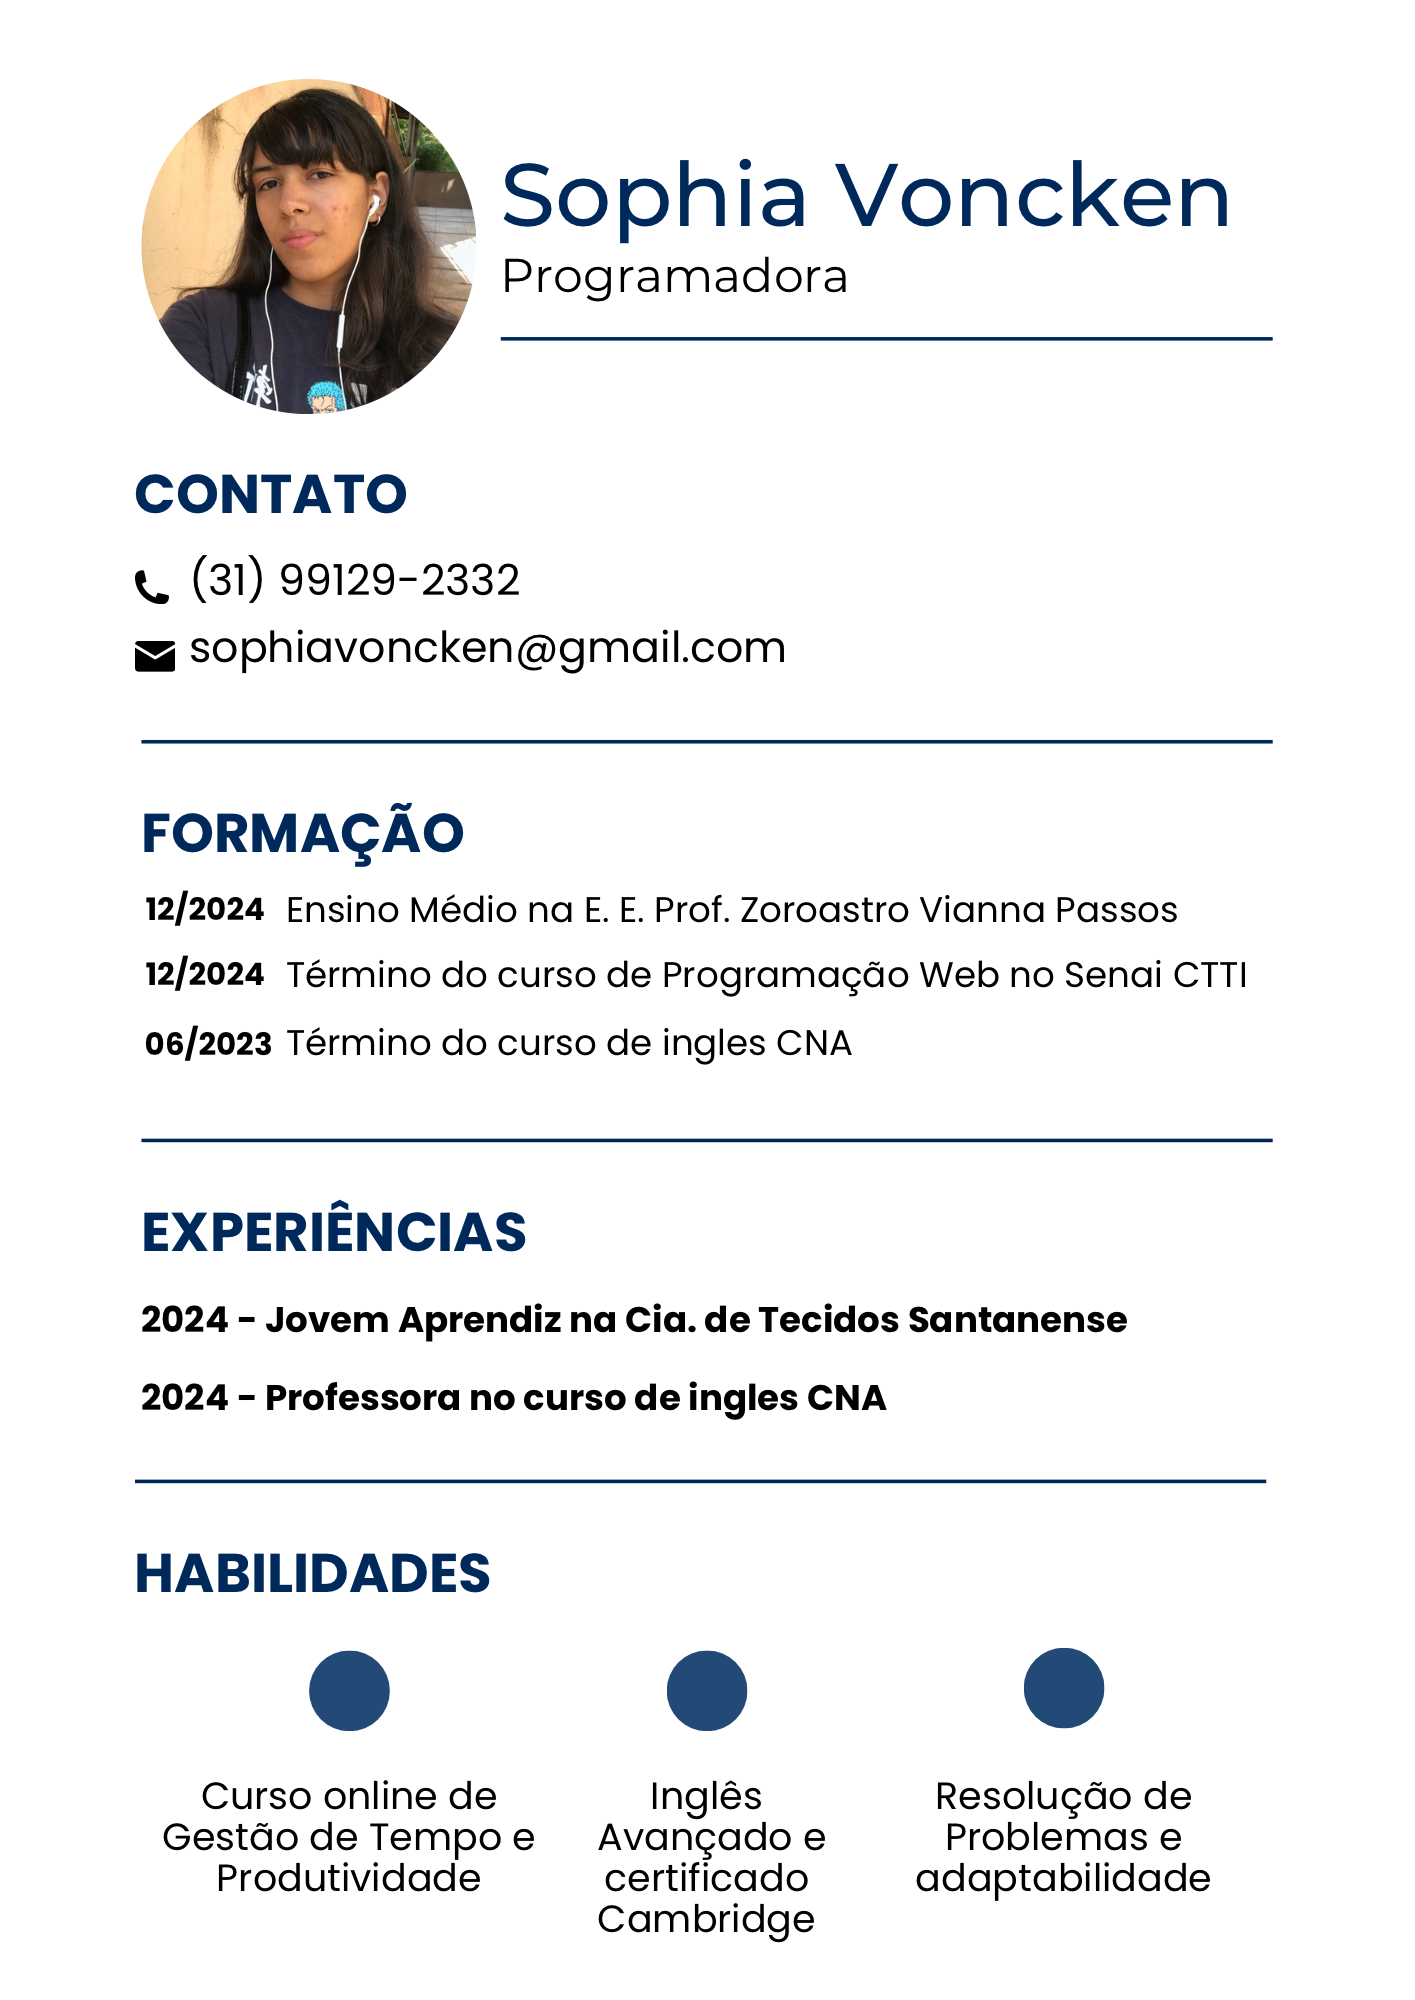 Sophia Voncken
Programadora
CONTATO
(31) 99129-2332
sophiavoncken@gmail.com
FORMAÇÃO
12/2024 Ensino Médio na E. E. Prof. Zoroastro Vianna Passos
12/2024 Término do curso de Programação Web no Senai CTTI
06/2023 Término do curso de ingles CNA
EXPERIÊNCIAS
2024 - Jovem Aprendiz na Cia. de Tecidos Santanense
2024 - Professora no curso de ingles CNA
HABILIDADES
Curso online de
Gestão de Tempo e
Produtividade
Inglês
Avançado e
certificado
Cambridge
Resolução de
Problemas e
adaptabilidade